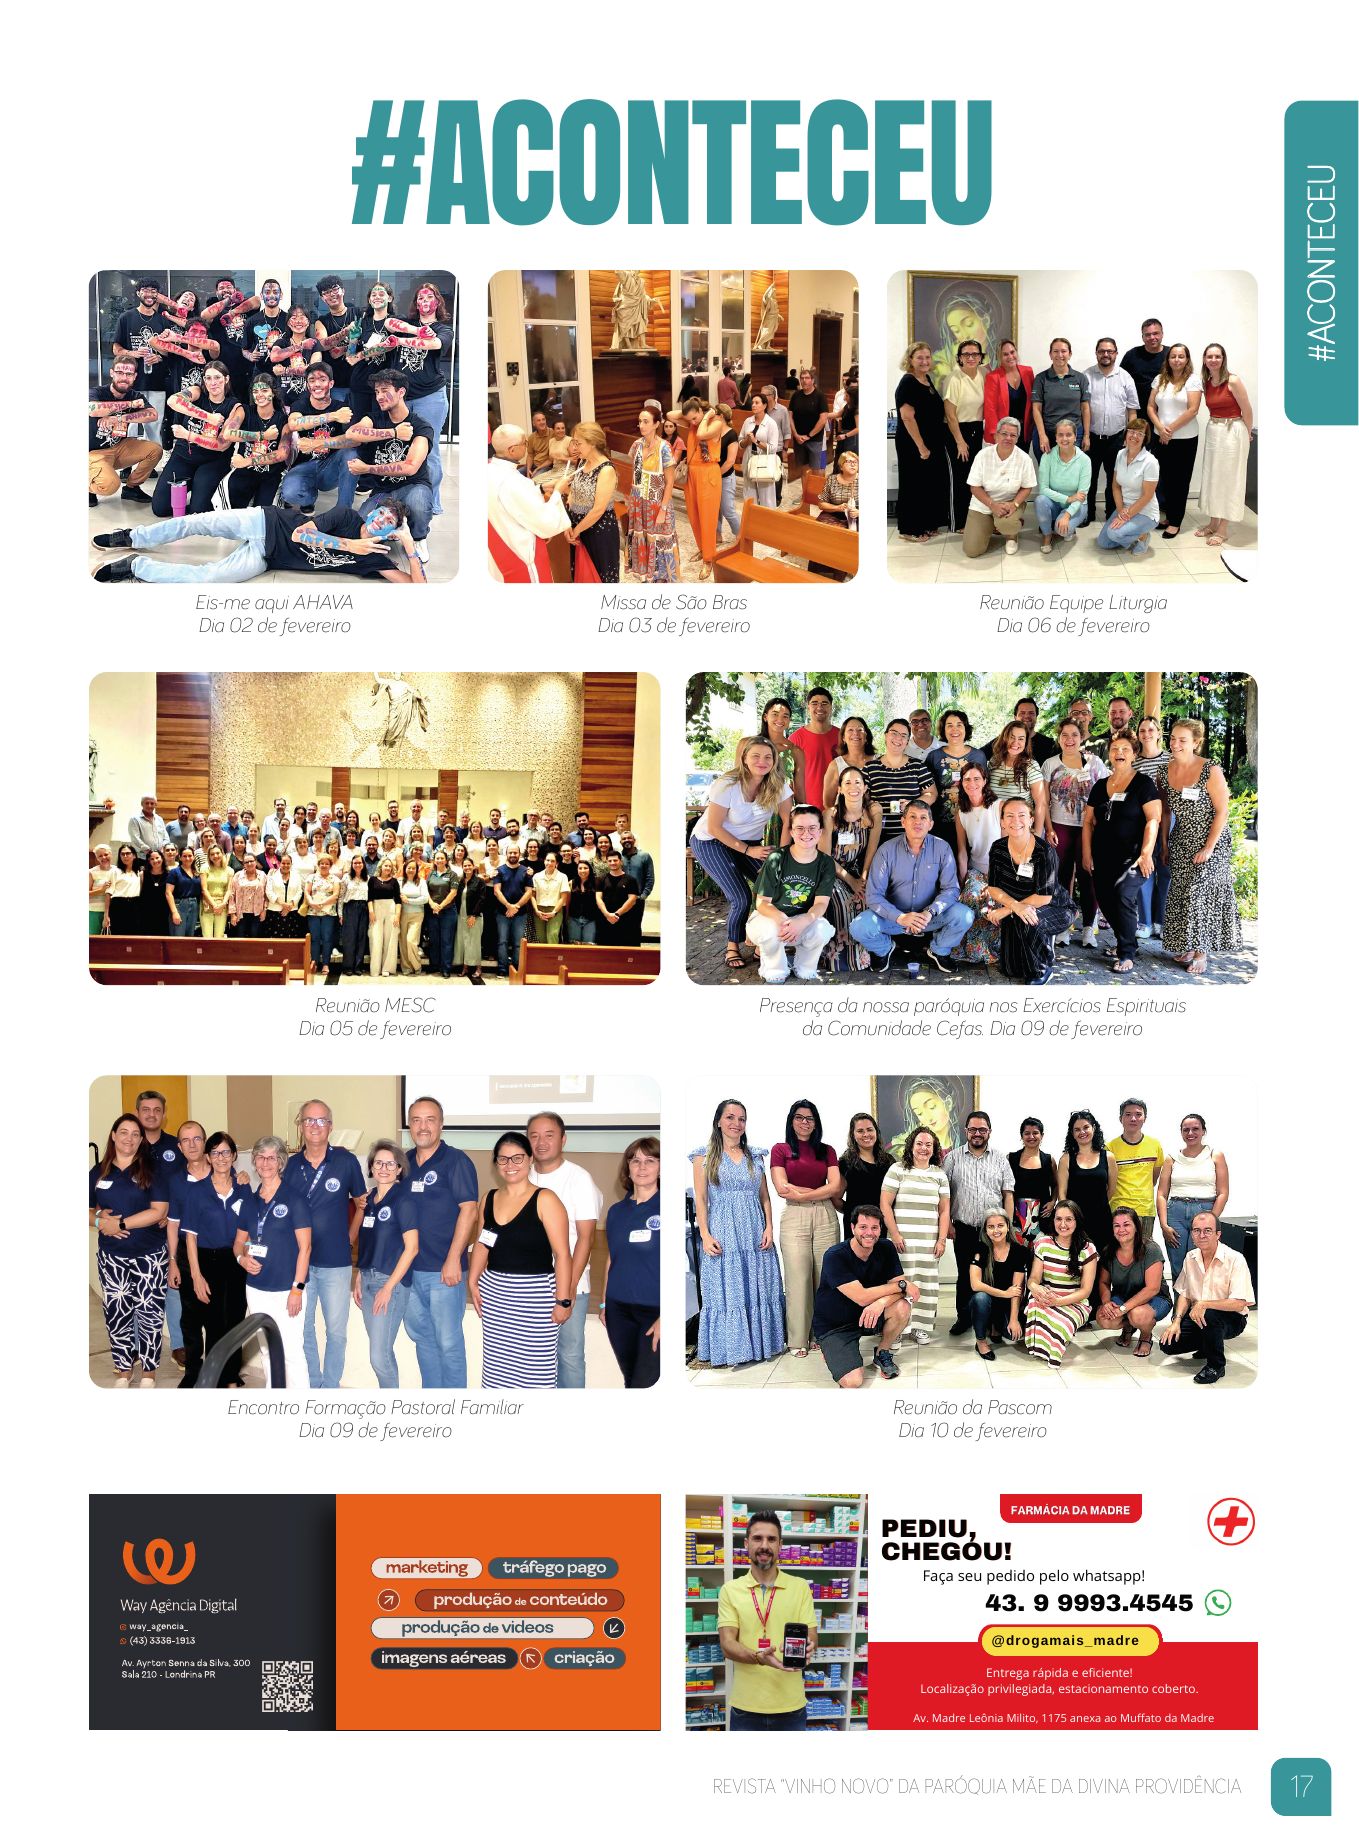 #ACONTECEU
#ACONTECEU
Eis-me aqui AHAVA
Dia 02 de fevereiro
Missa de São Bras
Dia 03 de fevereiro
Reunião Equipe Liturgia
Dia 06 de fevereiro
Reunião MESC
Dia 05 de fevereiro
Presença da nossa paróquia nos Exercícios Espirituais
da Comunidade Cefas. Dia 09 de fevereiro
Encontro Formação Pastoral Familiar
Dia 09 de fevereiro
Reunião da Pascom
Dia 10 de fevereiro
Way Agência Digital
way_agencia_
(43) 3336-1913
Av. Ayrton Senna da Silva, 300
Sala 210 - Londrina PR
marketing
tráfego pago
produção de conteúdo
produção de videos
imagens aéreas
criação
FARMÁCIA DA MADRE
PEDIU,
CHEGOU!
Faça seu pedido pelo whatsapp!
43. 9 9993.4545
@drogamais_madre
Entrega rápida e eficiente!
Localização privilegiada, estacionamento coberto.
Av. Madre Leônia Milito, 1175 anexa ao Muffato da Madre
REVISTA "VINHO NOVO" DA PARÓQUIA MÃE DA DIVINA PROVIDÊNCIA
17